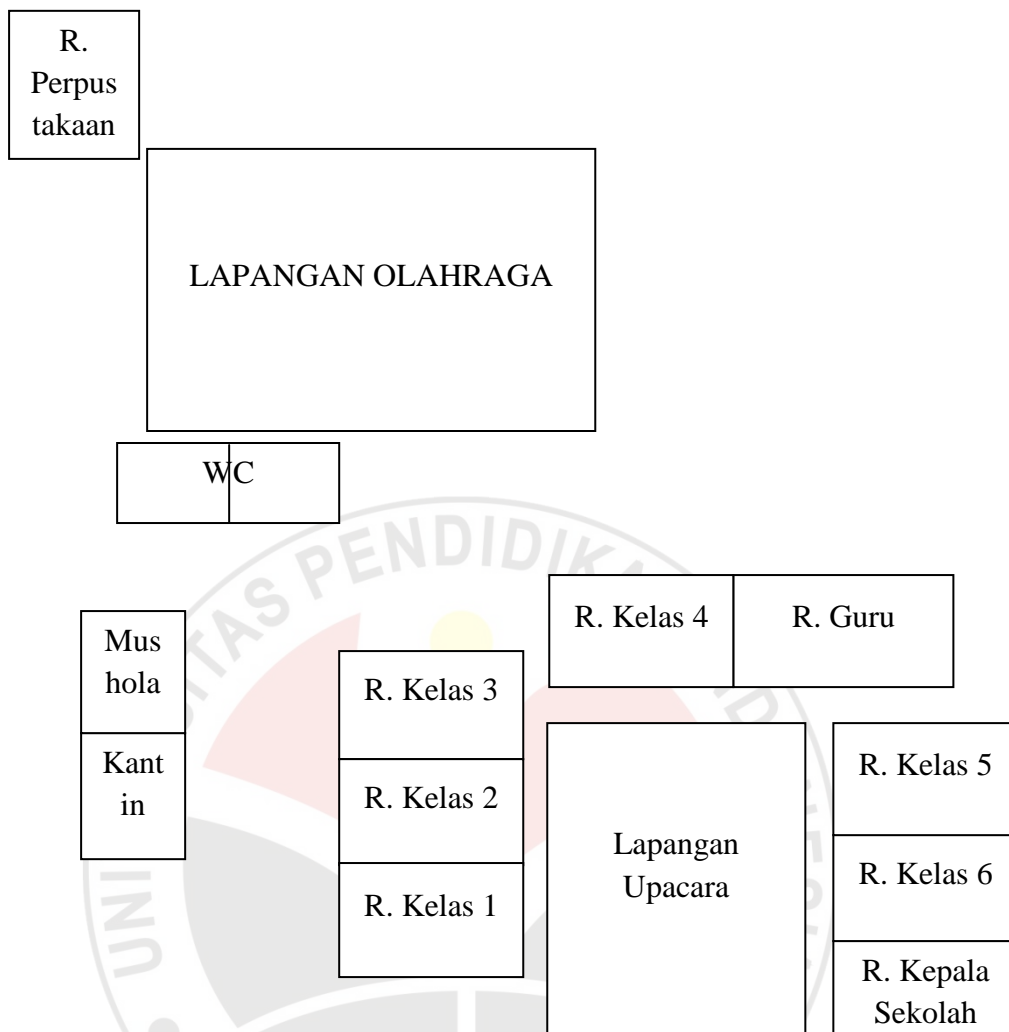 R.
Perpus
takaan
LAPANGAN OLAHRAGA
WC
R. Kelas 4
R. Guru
Mus
hola
R. Kelas 3
Kant
in
R. Kelas 5
R. Kelas 2
Lapangan
Upacara
R. Kelas 6
R. Kelas 1
R. Kepala
Sekolah